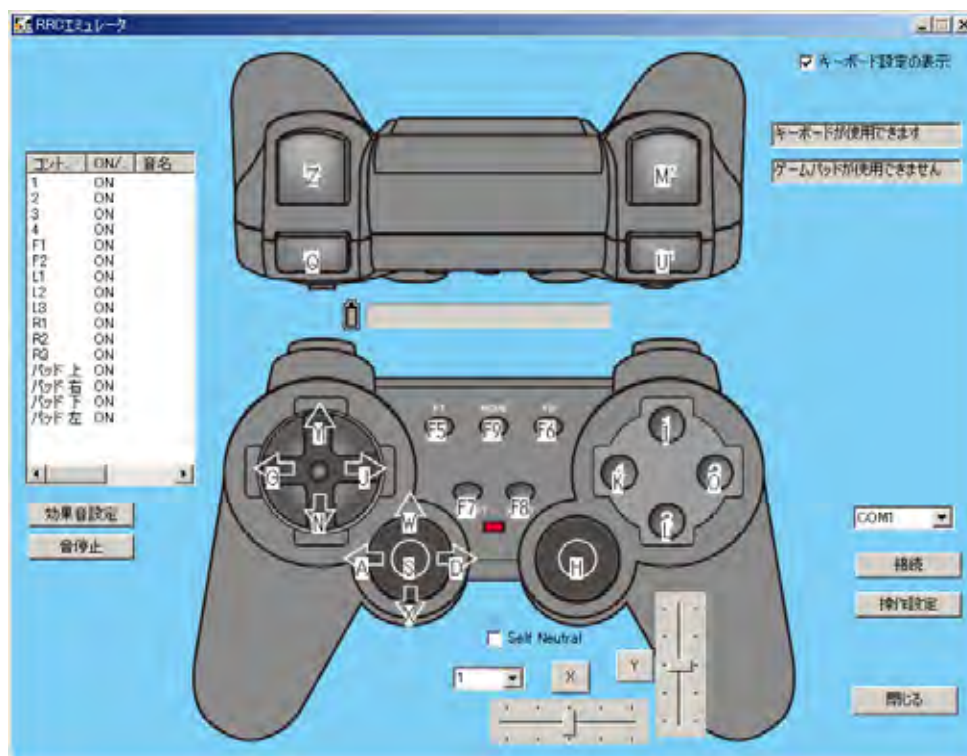 RRCエミュレータ
キーボード設定の表示
キーボードが使用できます
ゲームパッドが使用できません
コント.. ON/.. 音名
1 ON
2 ON
3 ON
4 ON
F1 ON
F2 ON
L1 ON
L2 ON
L3 ON
R1 ON
R2 ON
R3 ON
パッド 上 ON
パッド 右 ON
パッド 下 ON
パッド 左 ON
効果音設定
音停止
Z
M
Q
U
Y
G
J
N
F5
F9
F6
F7
F8
W
A
S
D
X
I
K
O
L
H
COM1
接続
操作設定
閉じる
Self Neutral
1
X
Y